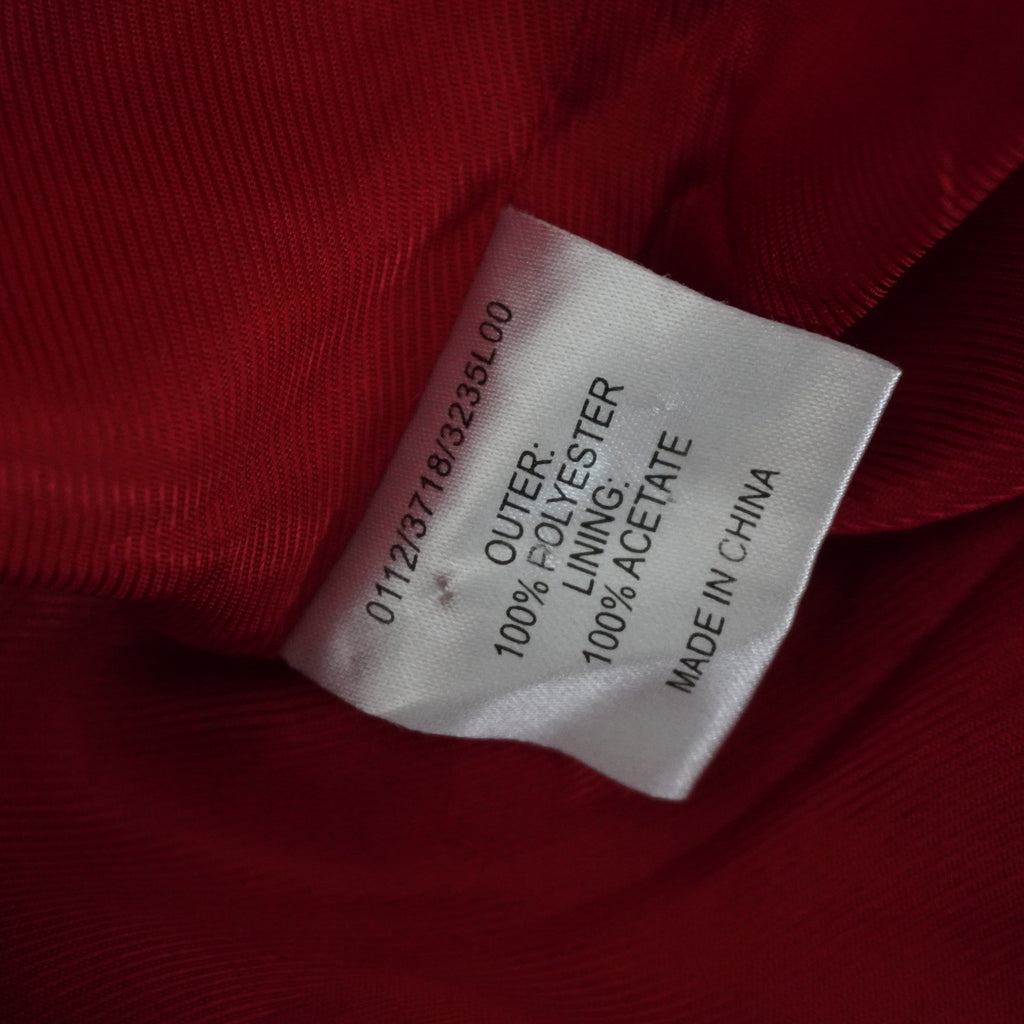 0112/3718/3235L00
OUTER:
100% POLYESTER
LINING:
100% ACETATE
MADE IN CHINA